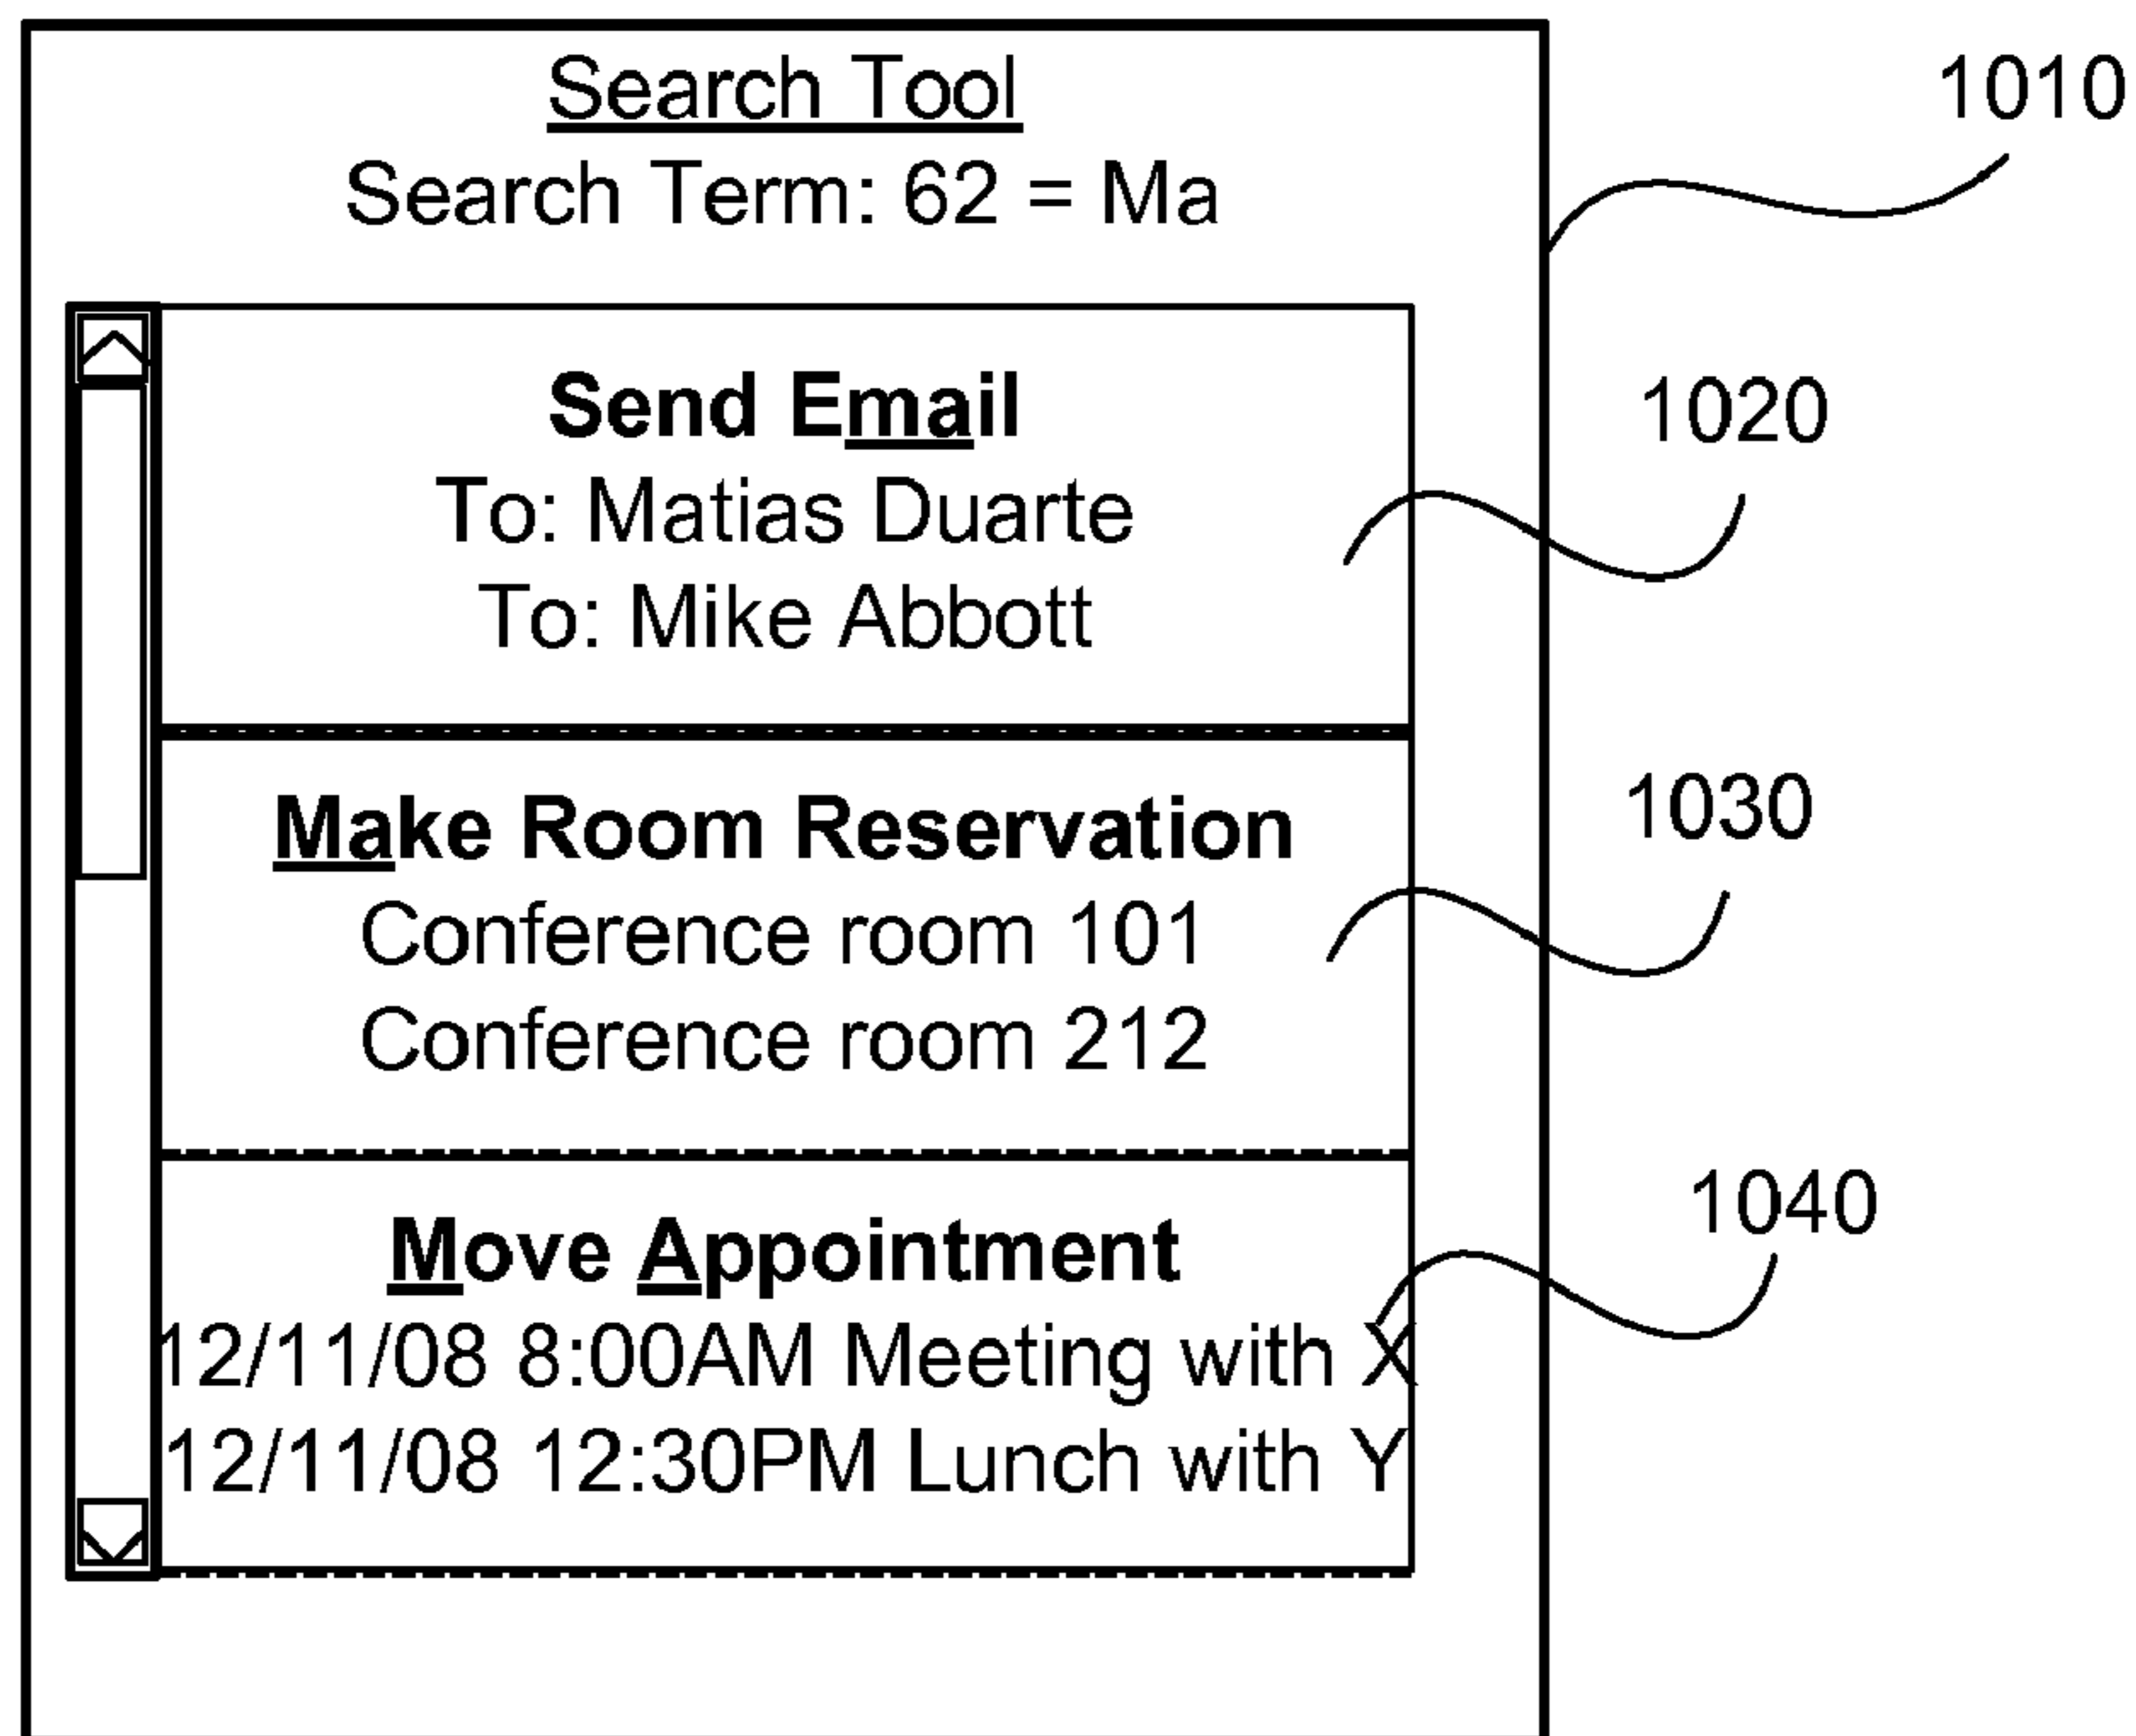 Search Tool
1010
Search Term: 62 = Ma
Send Email
1020
To: Matias Duarte
To: Mike Abbott
Make Room Reservation
1030
Conference room 101
Conference room 212
Move Appointment
1040
12/11/08 8:00AM Meeting with X
12/11/08 12:30PM Lunch with Y